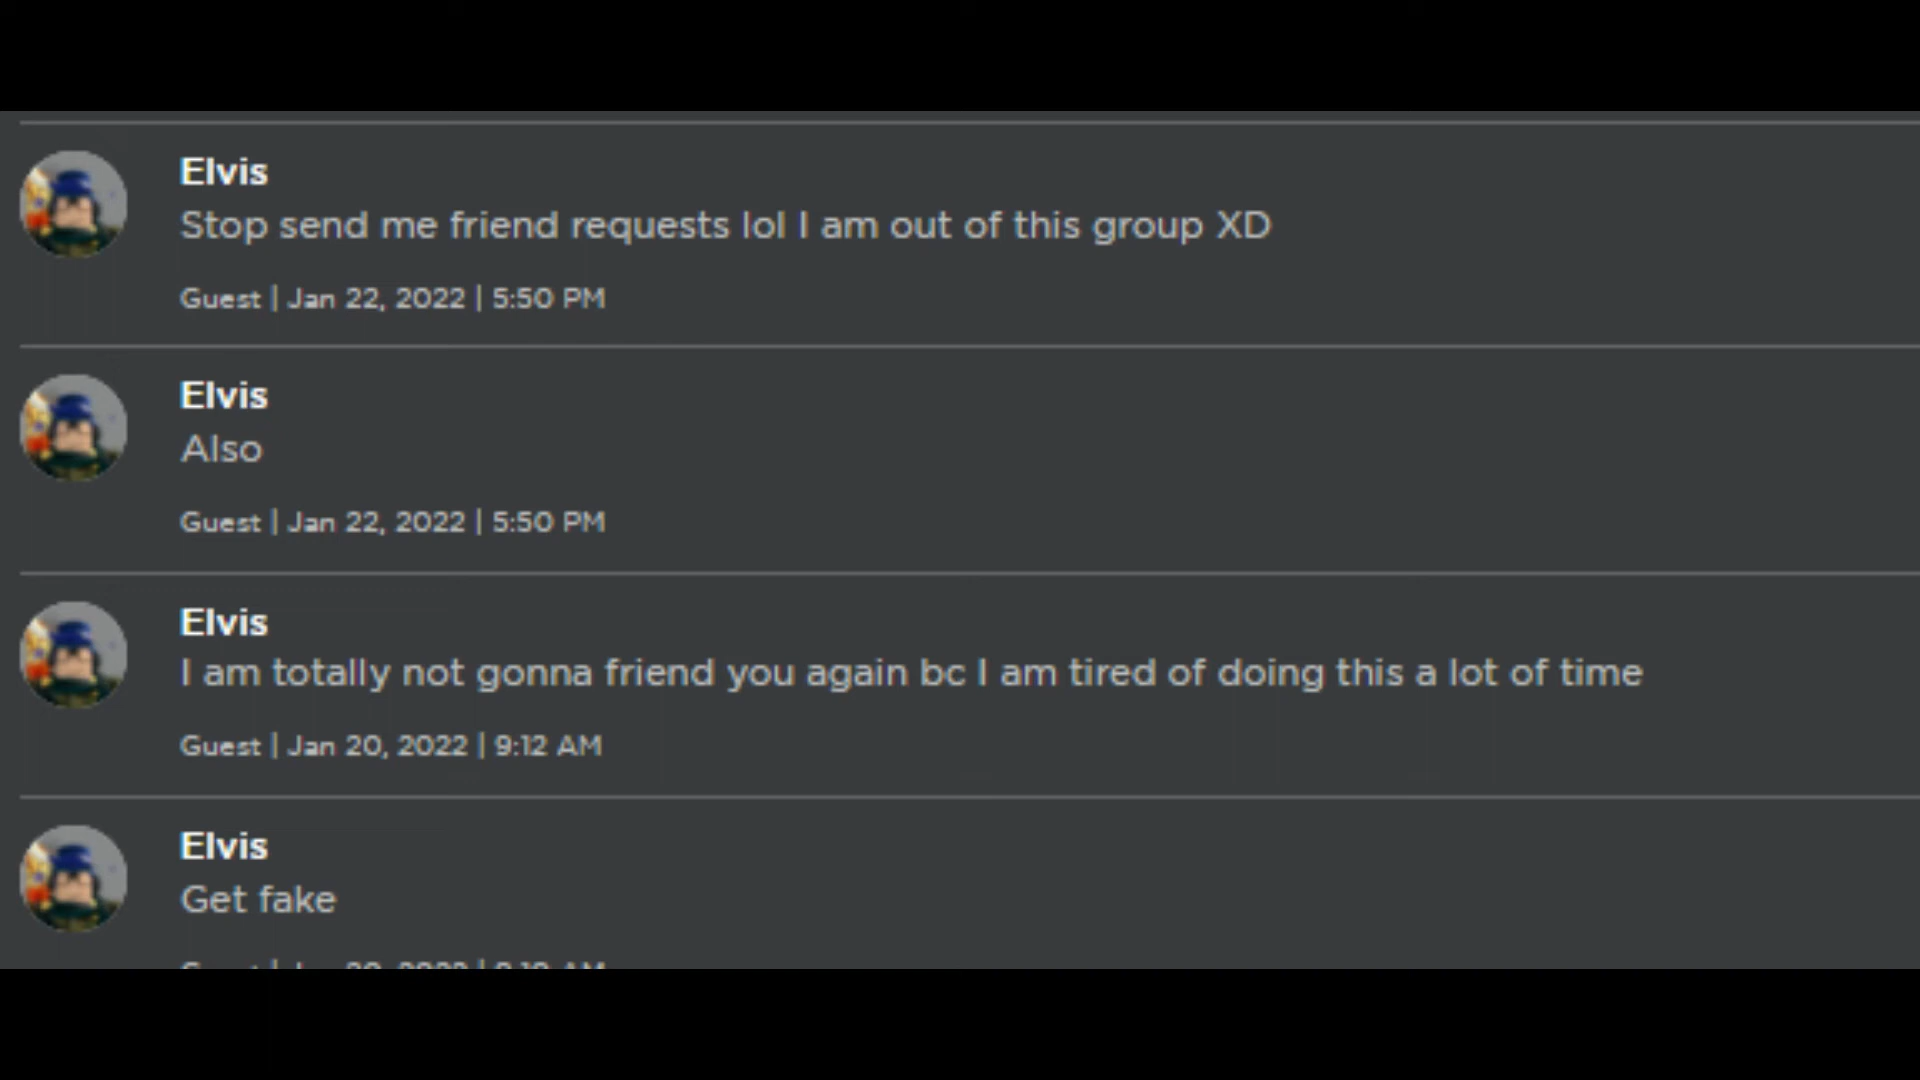 Elvis
Stop send me friend requests lol I am out of this group XD
Guest | Jan 22, 2022 | 5:50 PM
Elvis
Also
Guest | Jan 22, 2022 | 5:50 PM
Elvis
I am totally not gonna friend you again bc I am tired of doing this a lot of time
Guest | Jan 20, 2022 | 9:12 AM
Elvis
Get fake